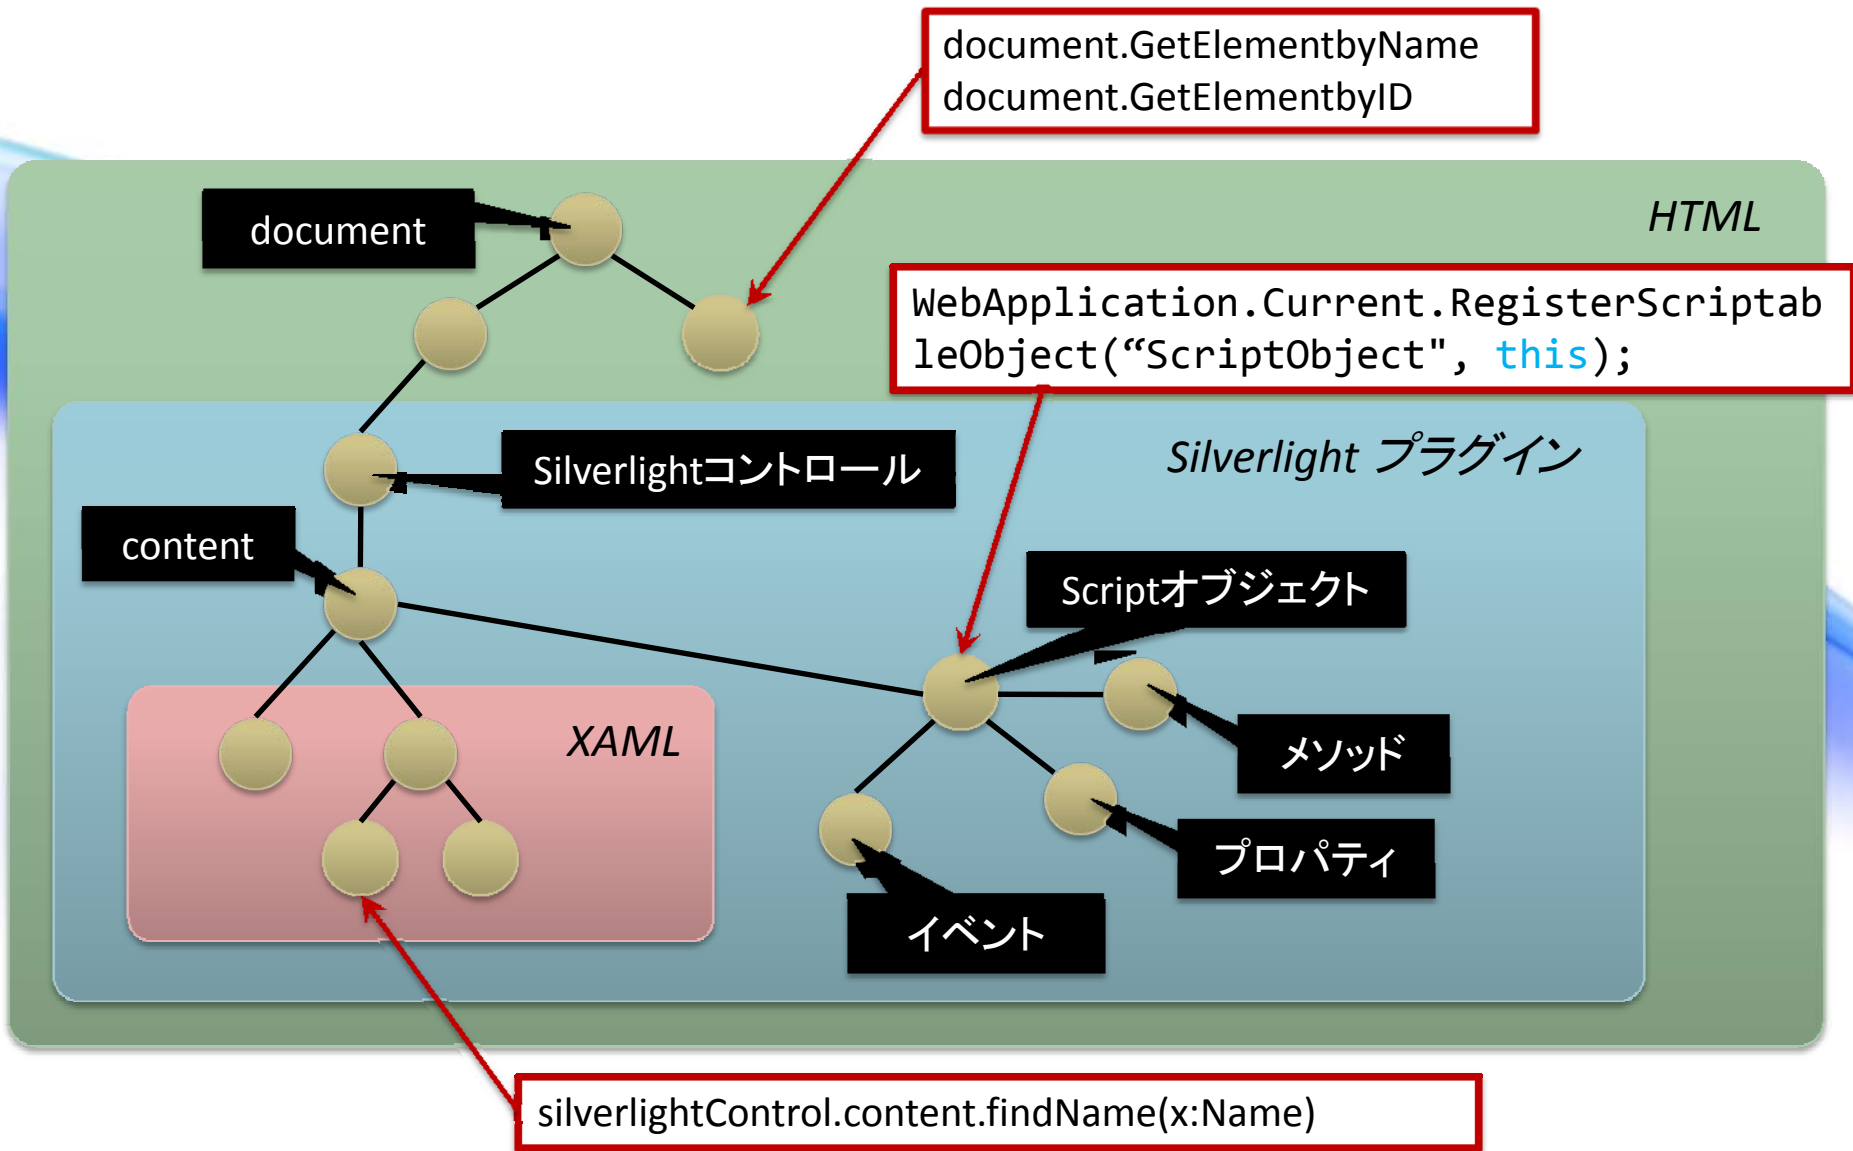 document.GetElementbyName
document.GetElementbyID
document
HTML
WebApplication.Current.RegisterScriptab
leObject(“ScriptObject", this);
Silverlightコントロール
Silverlight プラグイン
content
Scriptオブジェクト
XAML
メソッド
プロパティ
イベント
silverlightControl.content.findName(x:Name)